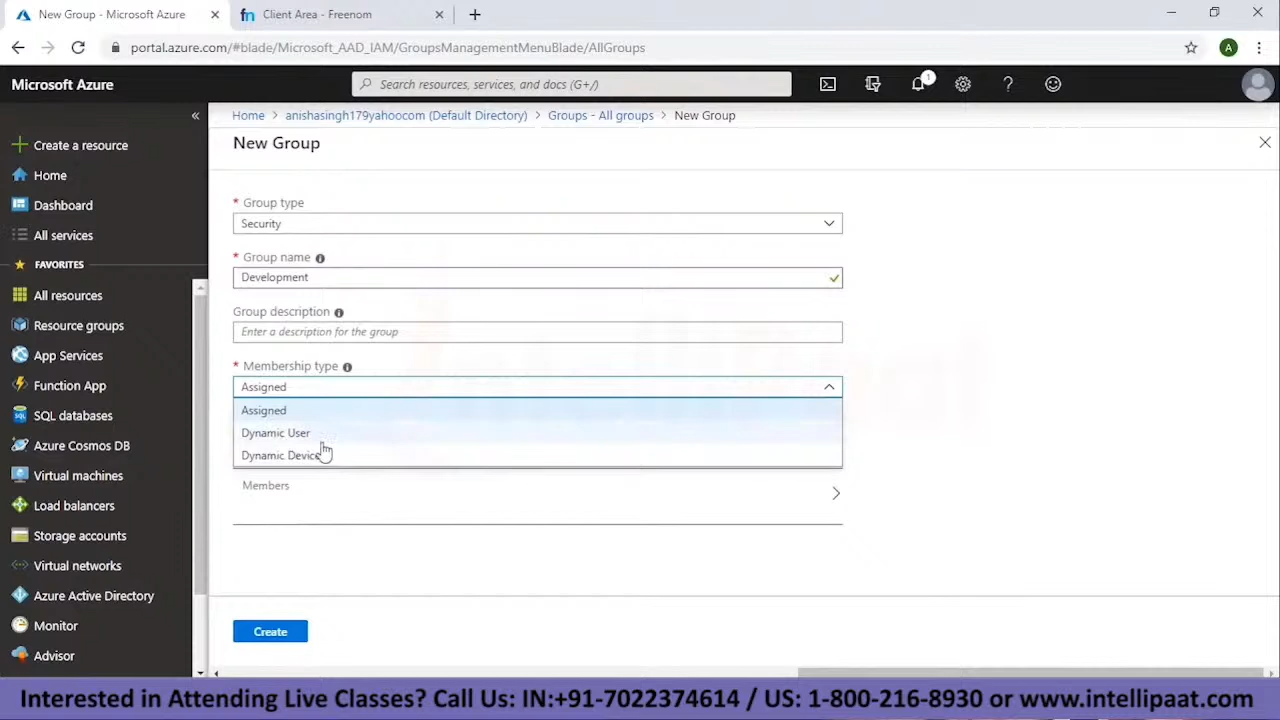 New Group - Microsoft Azure
Client Area - Freenom
portal.azure.com/#blade/Microsoft_AAD_IAM/GroupsManagementMenuBlade/AllGroups
A
Microsoft Azure
Search resources, services, and docs (G+/)
1
Home > anishasingh179yahoocom (Default Directory) > Groups - All groups > New Group
New Group
Create a resource
Home
Dashboard
All services
FAVORITES
All resources
Resource groups
App Services
Function App
SQL databases
Azure Cosmos DB
Virtual machines
Load balancers
Storage accounts
Virtual networks
Azure Active Directory
Monitor
Advisor
* Group type
Security
* Group name
Development
Group description
Enter a description for the group
* Membership type
Assigned
Assigned
Dynamic User
Dynamic Device
Members
Create
Interested in Attending Live Classes? Call Us: IN:+91-7022374614 / US: 1-800-216-8930 or www.intellipaat.com